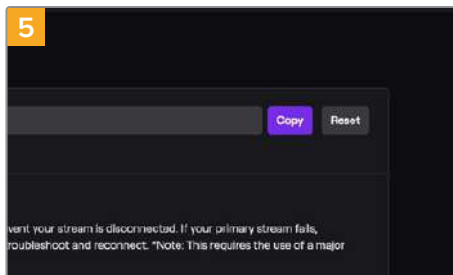 5
Copy Reset
vent your stream is disconnected. If your primary stream fails,
roubleshoot and reconnect. *Note: This requires the use of a major